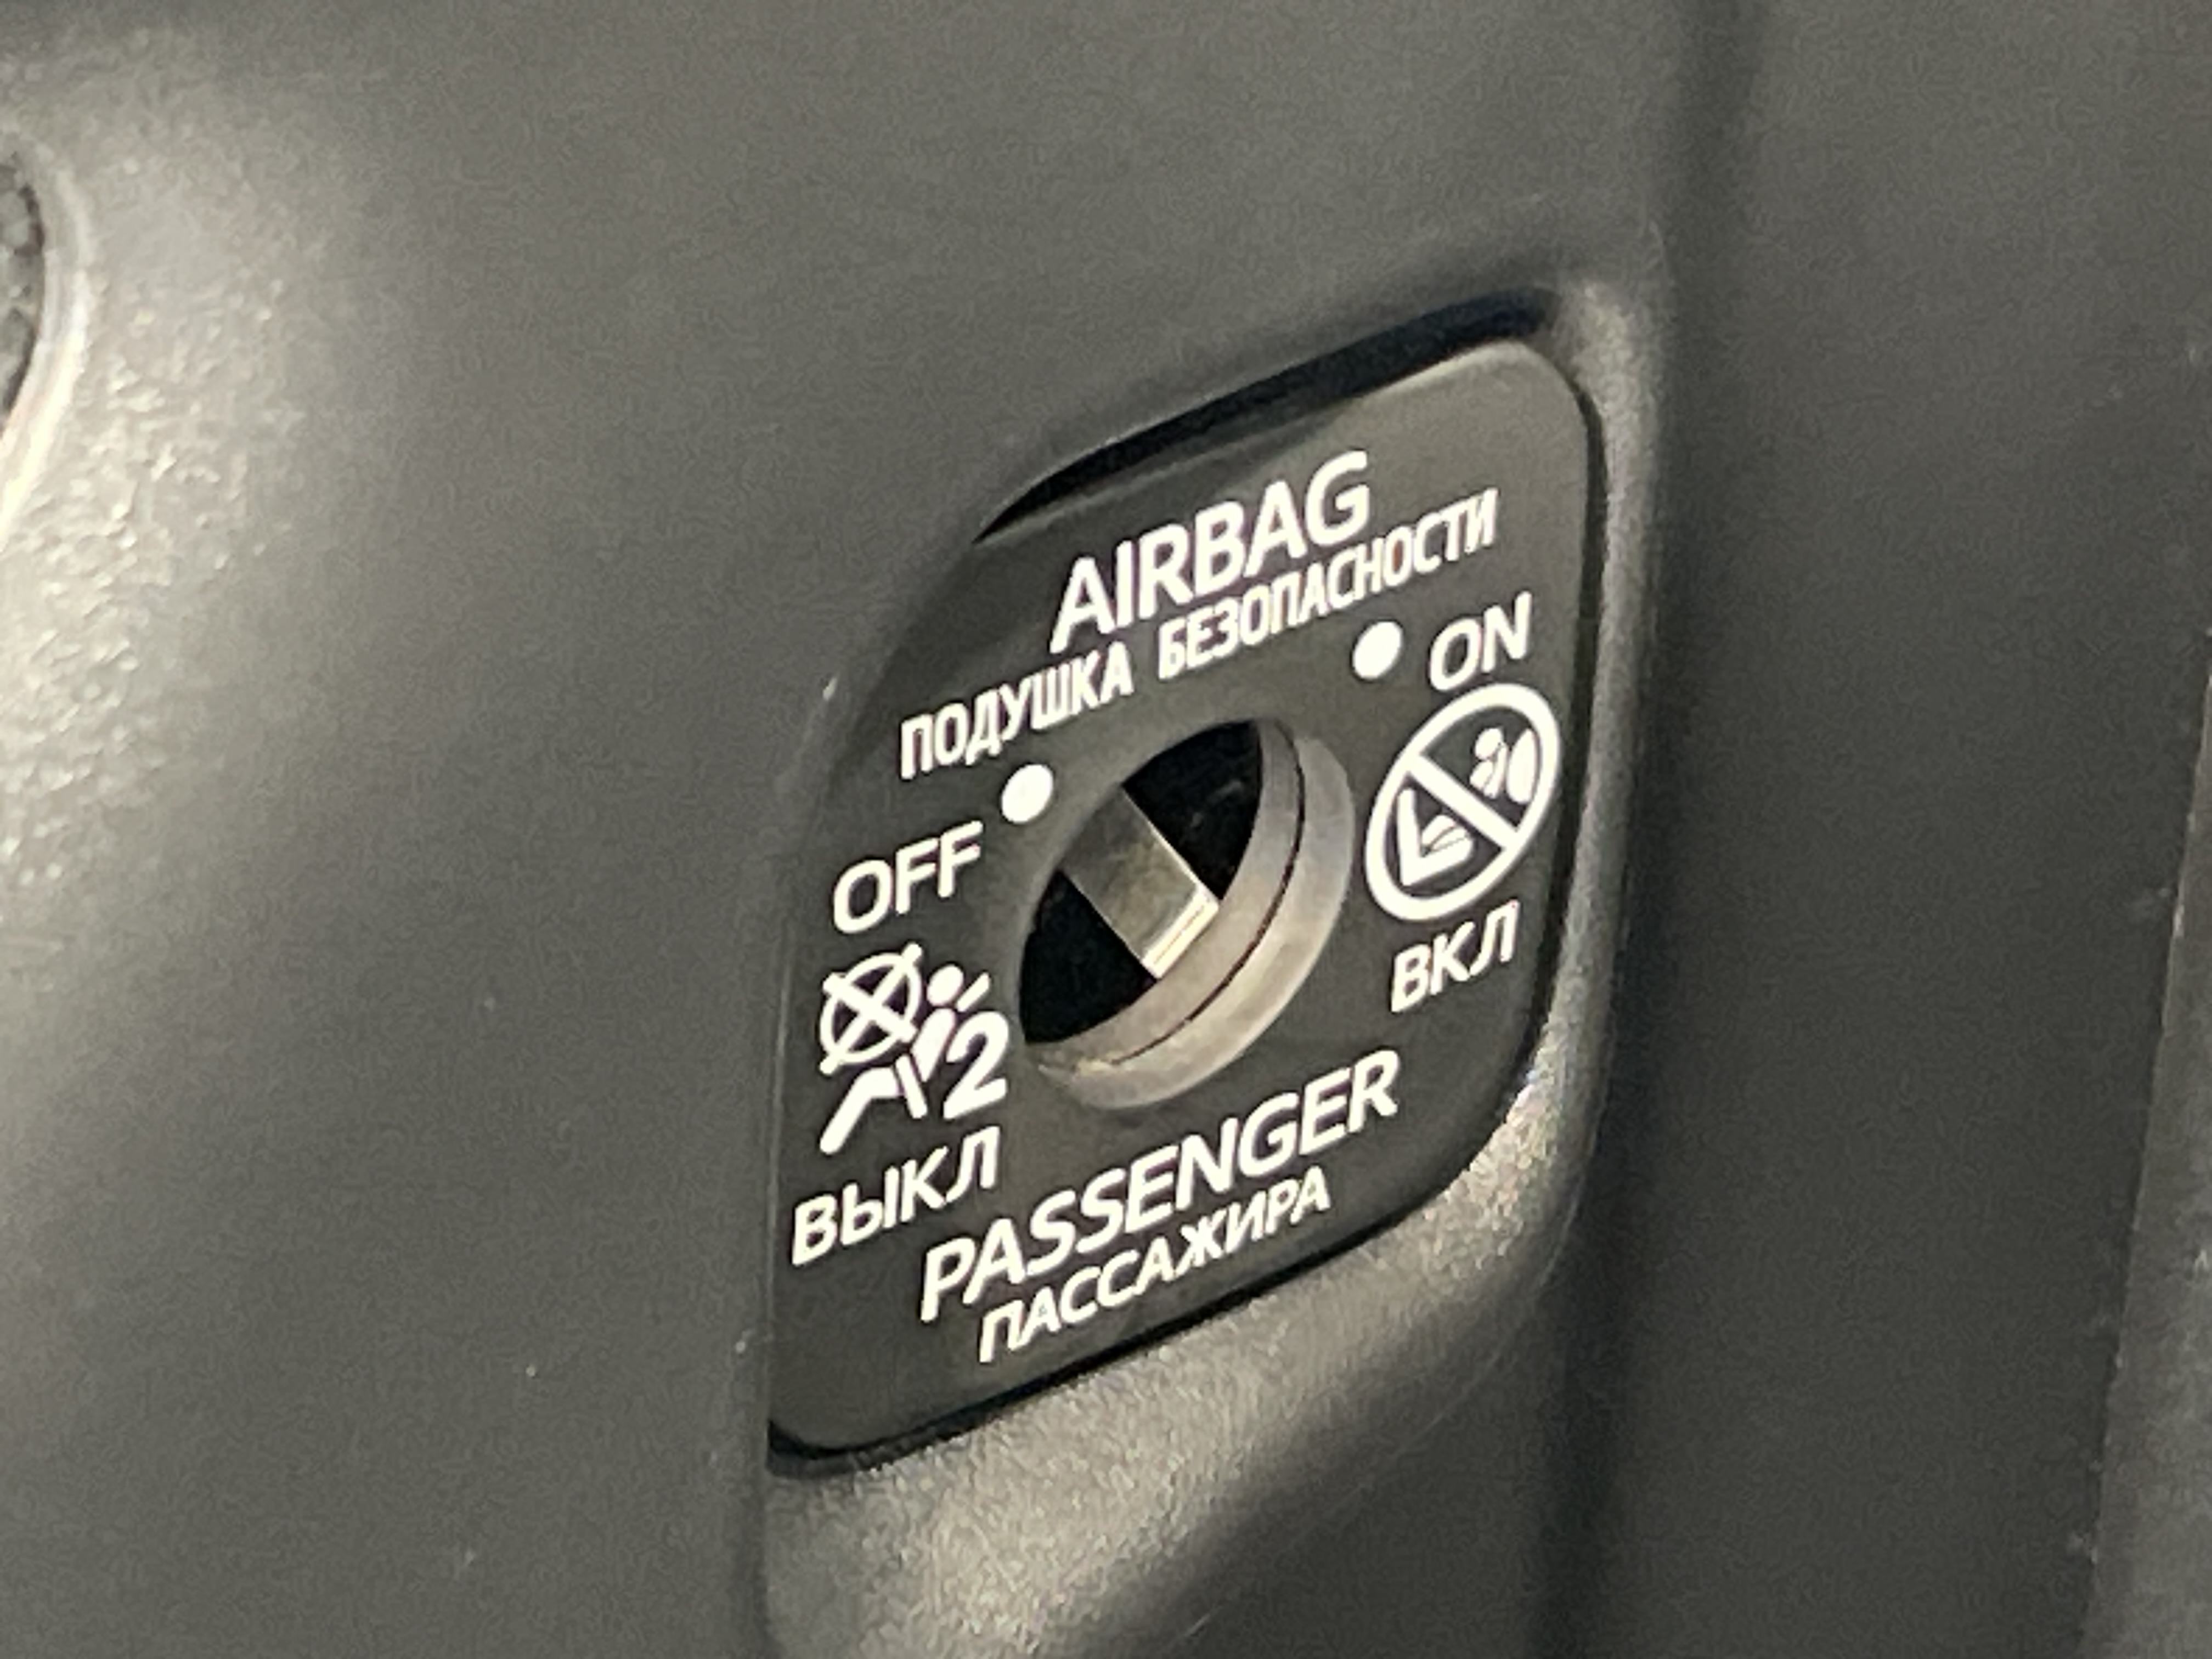 AIRBAG
ПОДУШКА БЕЗОПАСНОСТИ
OFF
ON
2
ВЫКЛ
ВКЛ
PASSENGER
ПАССАЖИРА